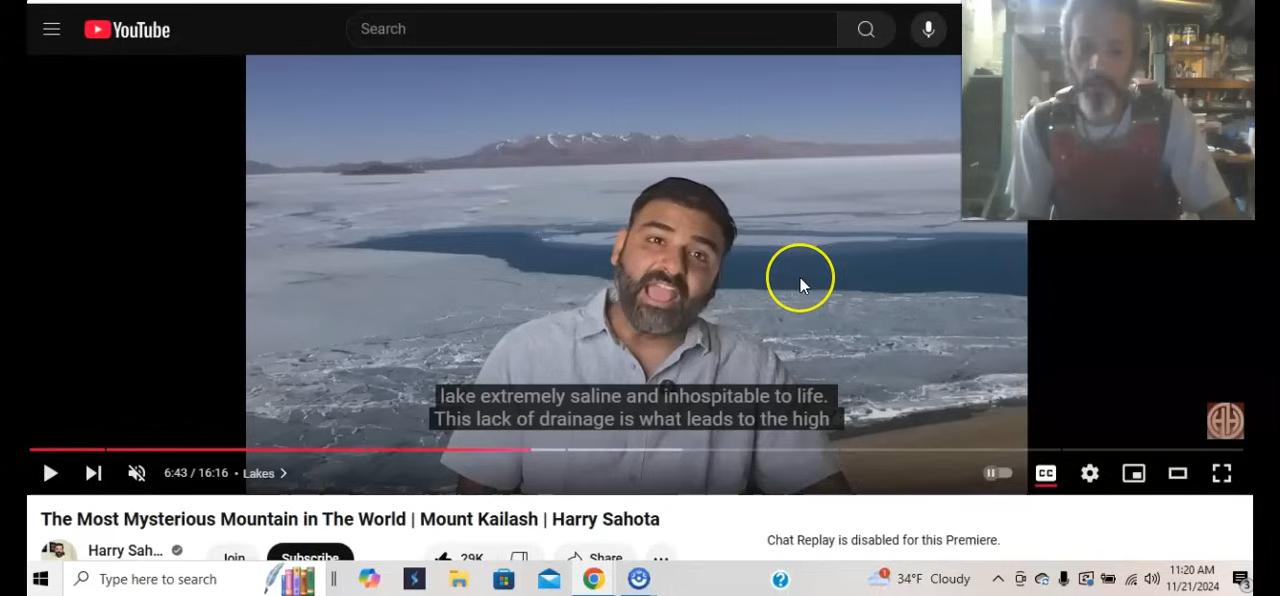 YouTube
Search
lake extremely saline and inhospitable to life.
This lack of drainage is what leads to the high
6:43 / 16:16 • Lakes >
CC
The Most Mysterious Mountain in The World | Mount Kailash | Harry Sahota
Chat Replay is disabled for this Premiere.
Harry Sah...
Join
Subscribe
29K
Share
...
Type here to search
1
34°F Cloudy
11:20 AM
11/21/2024
3